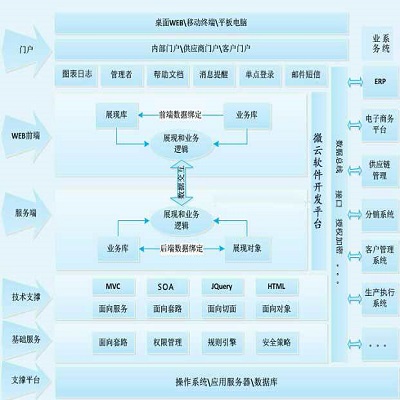 桌面WEB\移动终端\平板电脑
业务系统
门户
内部门户\供应商门户\客户门户
图表日志
管理者
帮助文档
消息提醒
单点登录
邮件短信
ERP
展现库
前端数据绑定
业务库
电子商务平台
WEB前端
展现和业务逻辑
微云软件开发平台
数据总线 接口 授权加密 · · ·
供应链管理
数据交互
服务端
展现和业务逻辑
分销系统
业务库
后端数据绑定
展现对象
客户管理系统
技术支撑
MVC
SOA
JQuery
HTML
面向服务
面向套路
面向切面
面向对象
生产执行系统
基础服务
面向套路
权限管理
规则引擎
安全策略
· · ·
支撑平台
操作系统\应用服务器\数据库